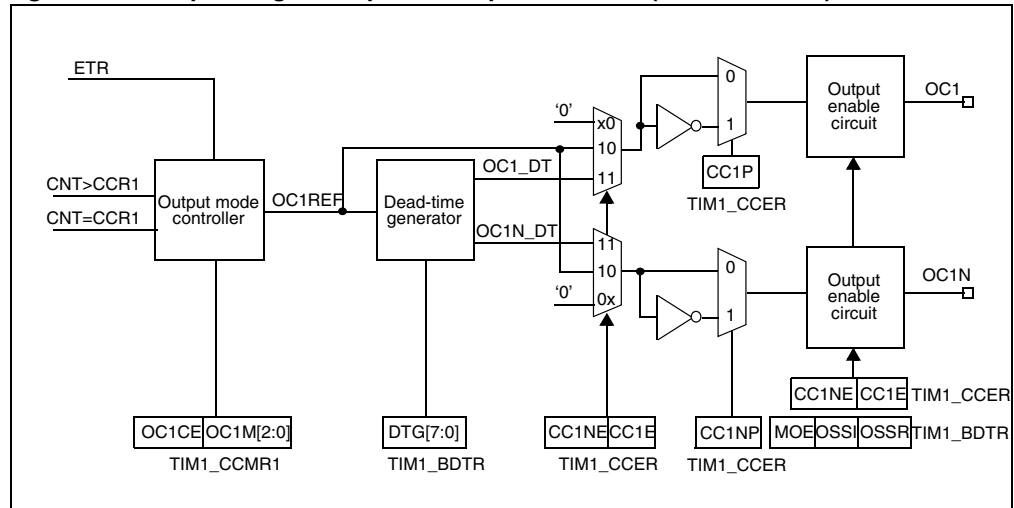 ETR
CNT>CCR1
CNT=CCR1
Output mode
controller
OC1REF
Dead-time
generator
OC1_DT
OC1N_DT
'0'
x0
10
11
11
10
0x
'0'
0
1
CC1P
TIM1_CCER
0
1
Output
enable
circuit
OC1
Output
enable
circuit
OC1N
CC1NE CC1E TIM1_CCER
OC1CE OC1M[2:0]
TIM1_CCMR1
DTG[7:0]
TIM1_BDTR
CC1NE CC1E
TIM1_CCER
CC1NP
TIM1_CCER
MOE OSSI OSSR TIM1_BDTR